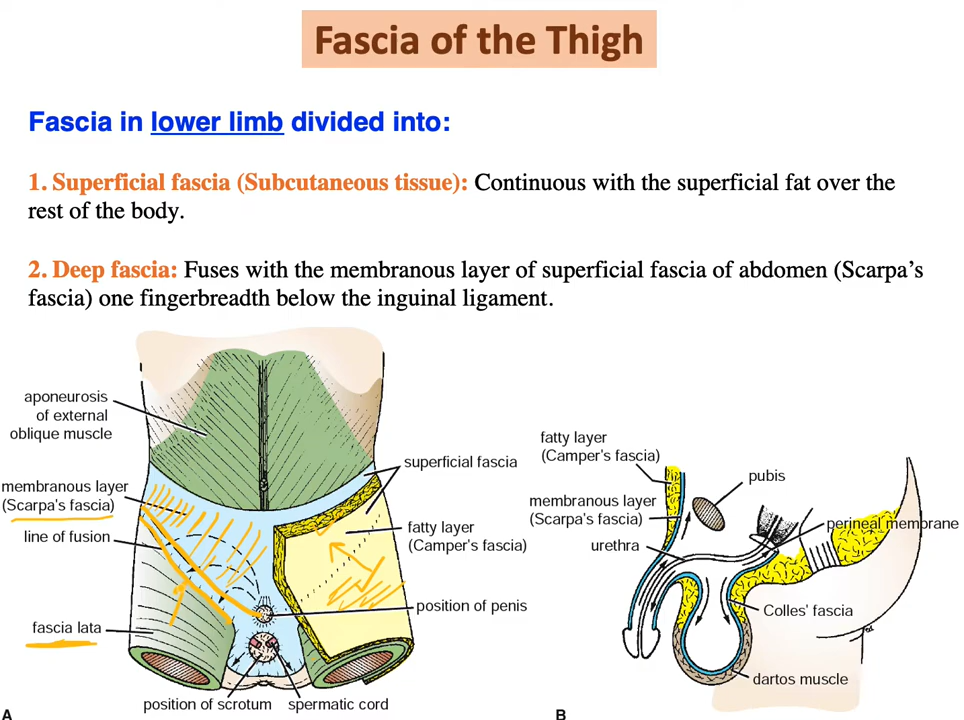 Fascia of the Thigh
Fascia in lower limb divided into:
1. Superficial fascia (Subcutaneous tissue): Continuous with the superficial fat over the
rest of the body.
2. Deep fascia: Fuses with the membranous layer of superficial fascia of abdomen (Scarpa’s
fascia) one fingerbreadth below the inguinal ligament.
aponeurosis
of external
oblique muscle
membranous layer
(Scarpa's fascia)
line of fusion
fascia lata
position of scrotum
spermatic cord
superficial fascia
fatty layer
(Camper's fascia)
position of penis
A
fatty layer
(Camper's fascia)
membranous layer
(Scarpa's fascia)
urethra
pubis
perineal membrane
Colles' fascia
dartos muscle
B